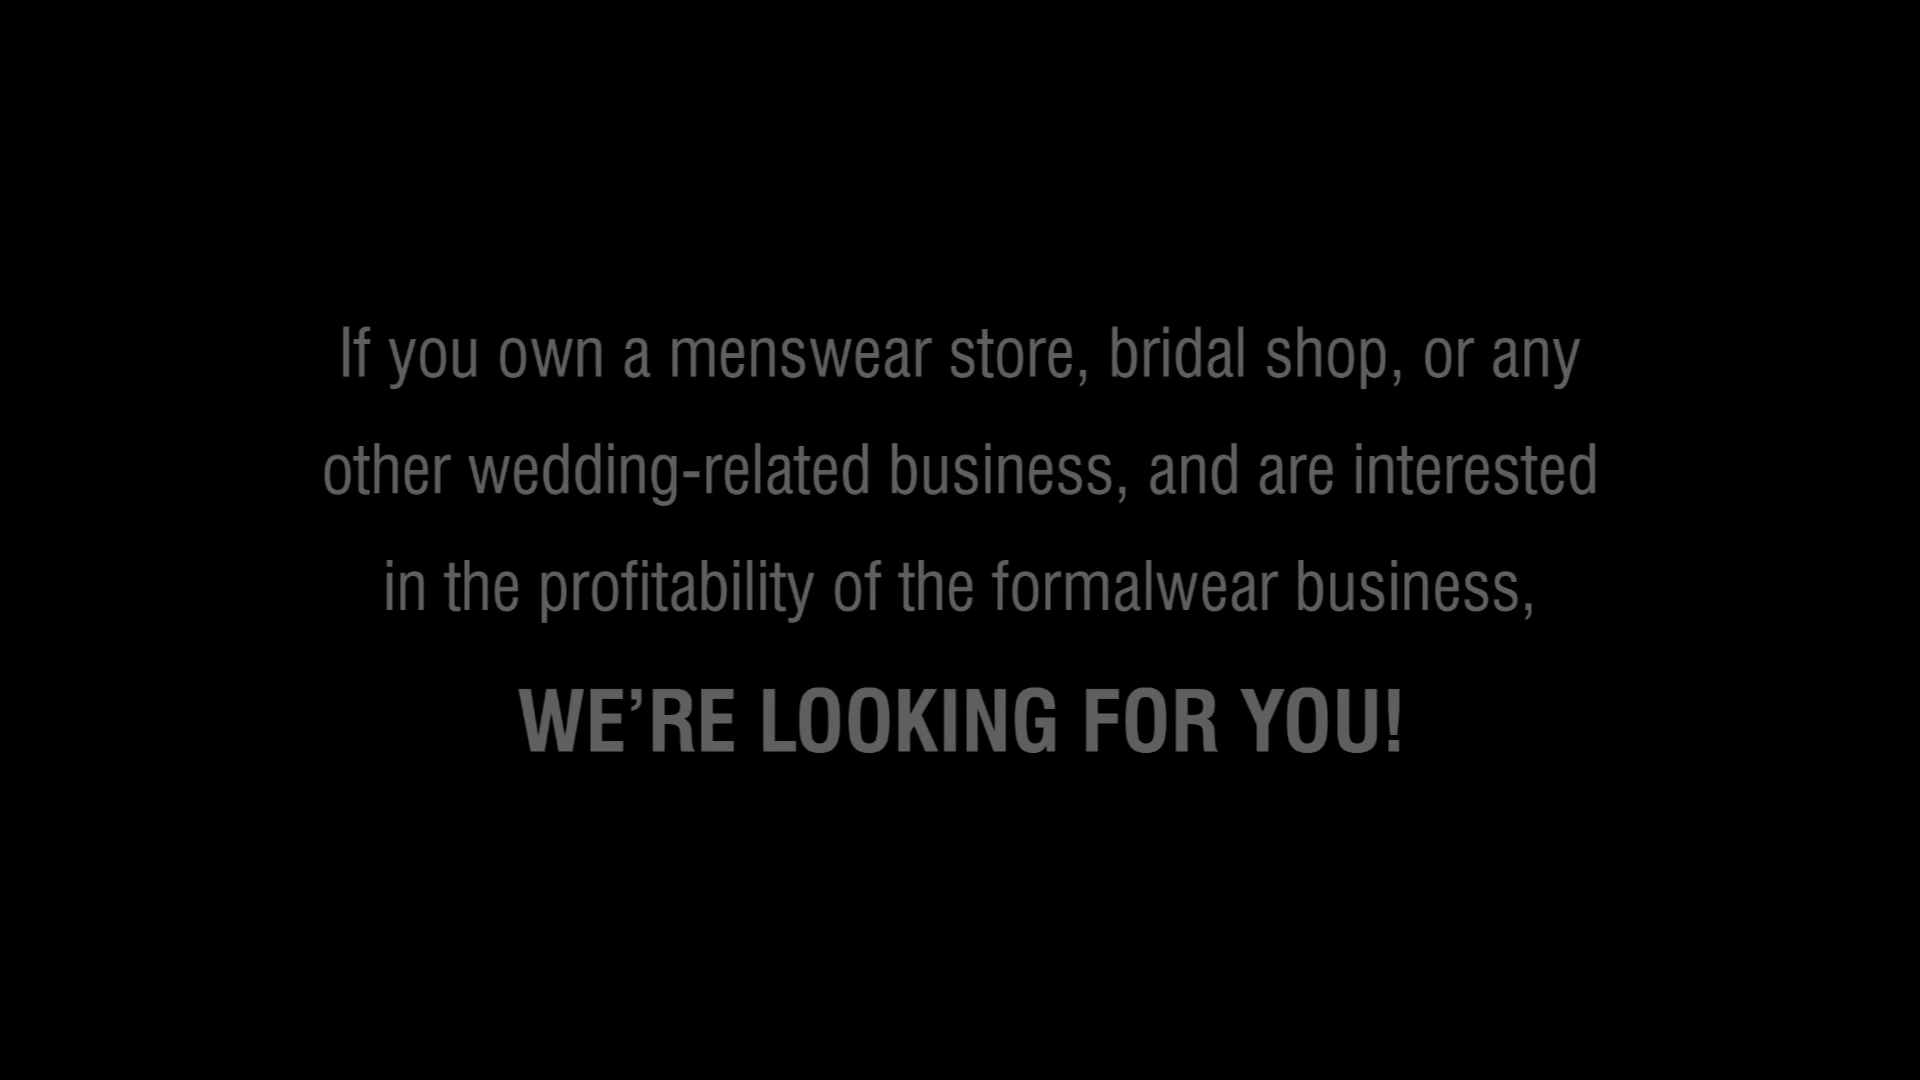 If you own a menswear store, bridal shop, or any
other wedding-related business, and are interested
in the profitability of the formalwear business,
WE’RE LOOKING FOR YOU!